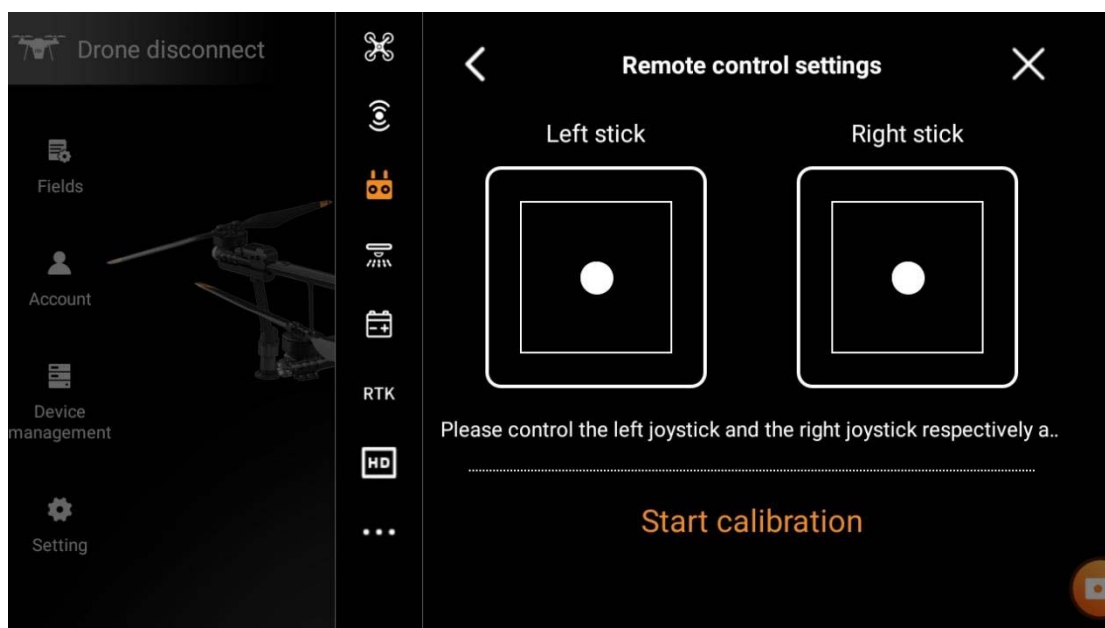 Drone disconnect
Fields
Account
Device
management
Setting
RTK
HD
Remote control settings
Left stick
Right stick
Please control the left joystick and the right joystick respectively a..
Start calibration